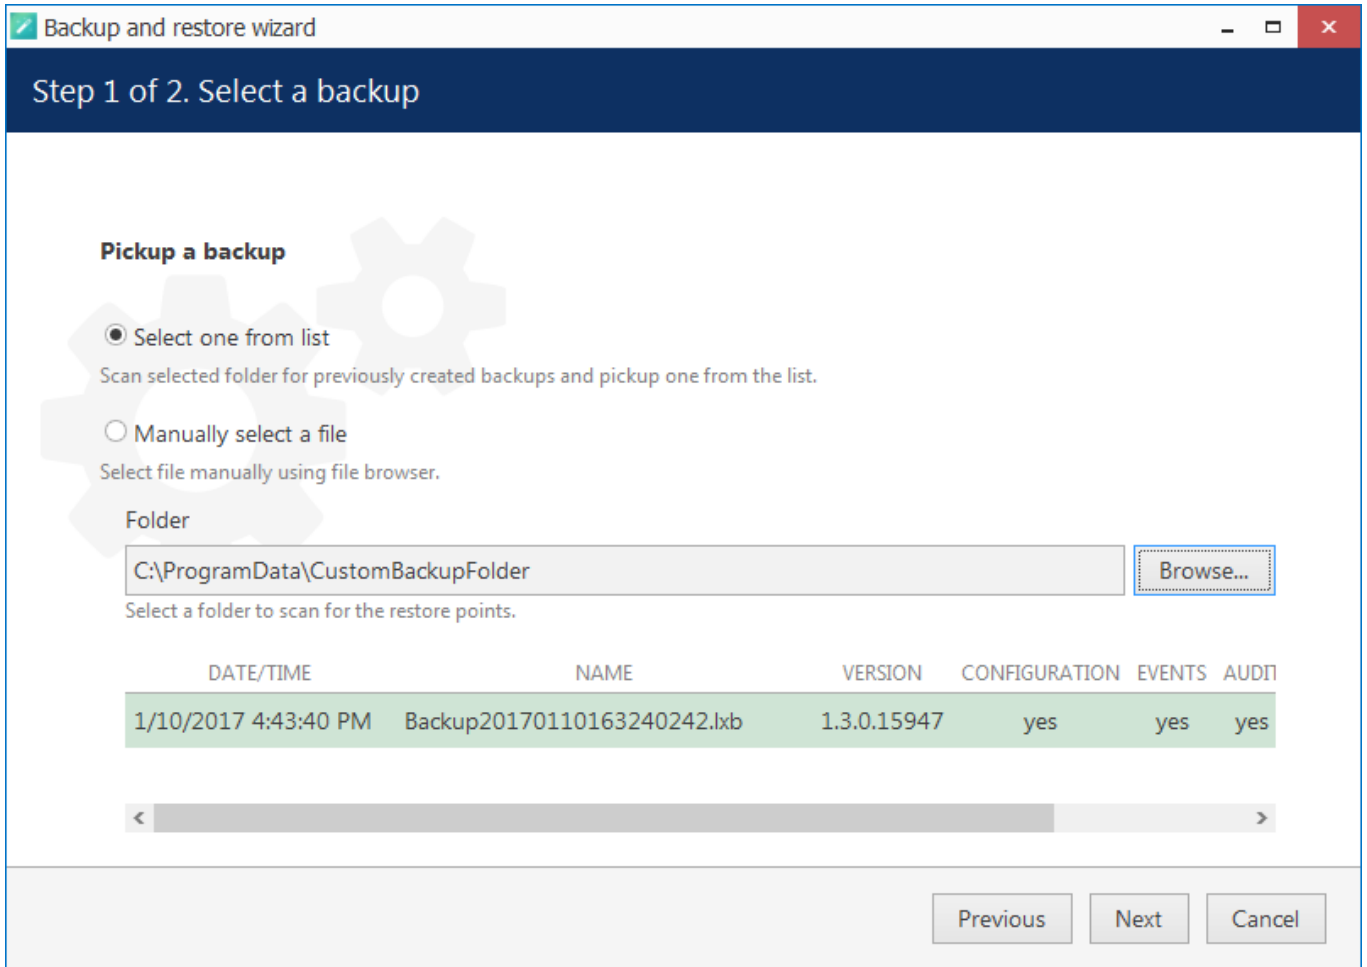 Backup and restore wizard
Step 1 of 2. Select a backup
Pickup a backup
Select one from list
Scan selected folder for previously created backups and pickup one from the list.
Manually select a file
Select file manually using file browser.
Folder
C:\ProgramData\CustomBackupFolder Browse...
Select a folder to scan for the restore points.
DATE/TIME NAME VERSION CONFIGURATION EVENTS AUDIT
1/10/2017 4:43:40 PM Backup20170110163240242.lxb 1.3.0.15947 yes yes yes
Previous Next Cancel